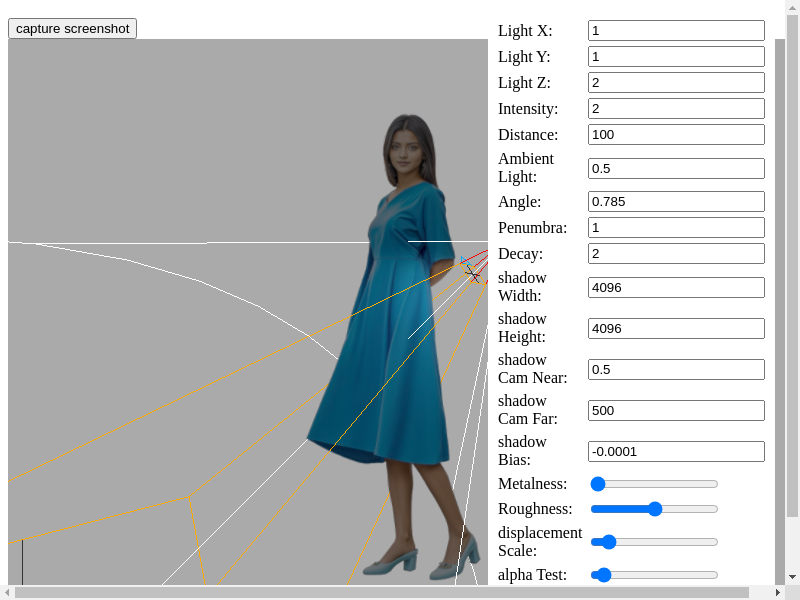 capture screenshot
Light X: 1
Light Y: 1
Light Z: 2
Intensity: 2
Distance: 100
Ambient
Light: 0.5
Angle: 0.785
Penumbra: 1
Decay: 2
shadow
Width: 4096
shadow
Height: 4096
shadow
Cam Near: 0.5
shadow
Cam Far: 500
shadow
Bias: -0.0001
Metalness:
Roughness:
displacement
Scale:
alpha Test: